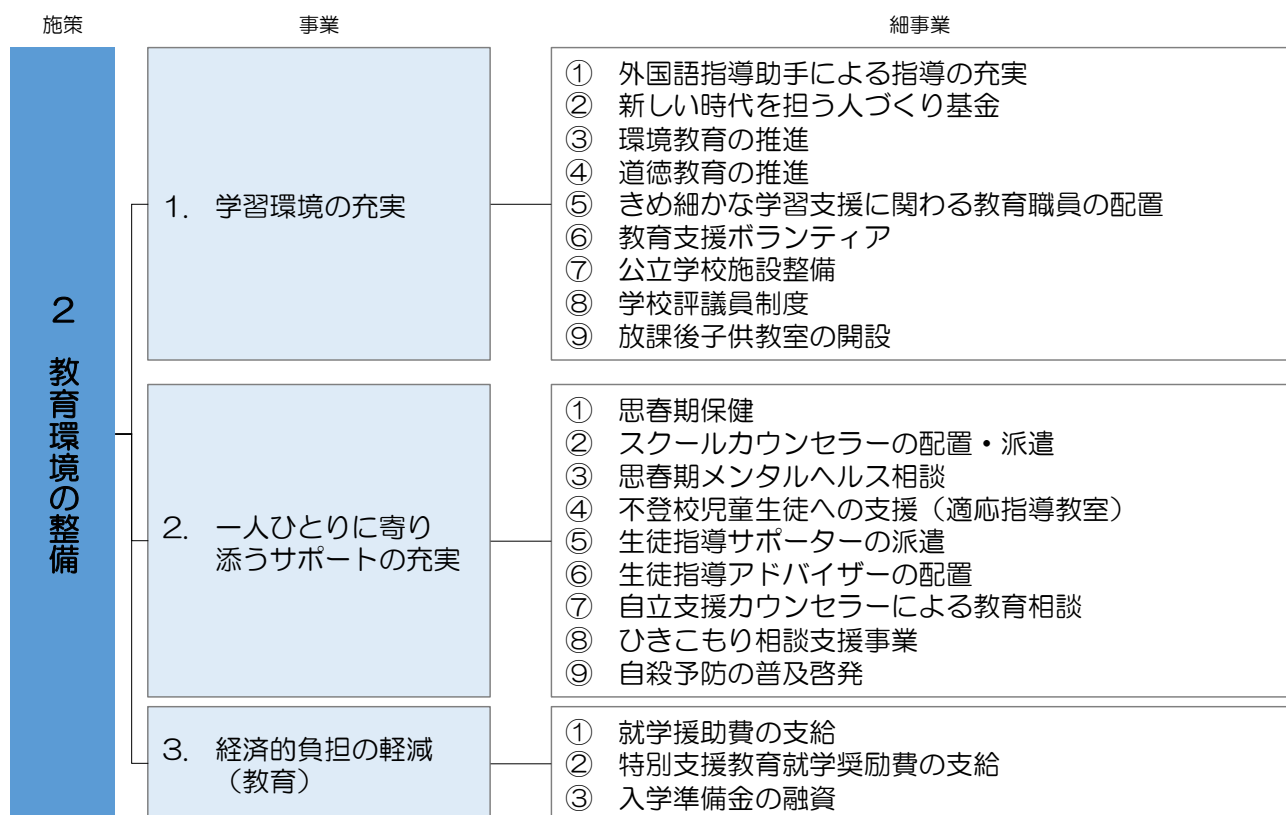 施策
事業
細事業
2 教育環境の整備
1. 学習環境の充実
① 外国語指導助手による指導の充実
② 新しい時代を担う人づくり基金
③ 環境教育の推進
④ 道徳教育の推進
⑤ きめ細かな学習支援に関わる教育職員の配置
⑥ 教育支援ボランティア
⑦ 公立学校施設整備
⑧ 学校評議員制度
⑨ 放課後子供教室の開設
2. 一人ひとりに寄り
添うサポートの充実
① 思春期保健
② スクールカウンセラーの配置・派遣
③ 思春期メンタルヘルス相談
④ 不登校児童生徒への支援（適応指導教室）
⑤ 生徒指導サポーターの派遣
⑥ 生徒指導アドバイザーの配置
⑦ 自立支援カウンセラーによる教育相談
⑧ ひきこもり相談支援事業
⑨ 自殺予防の普及啓発
3. 経済的負担の軽減
（教育）
① 就学援助費の支給
② 特別支援教育就学奨励費の支給
③ 入学準備金の融資